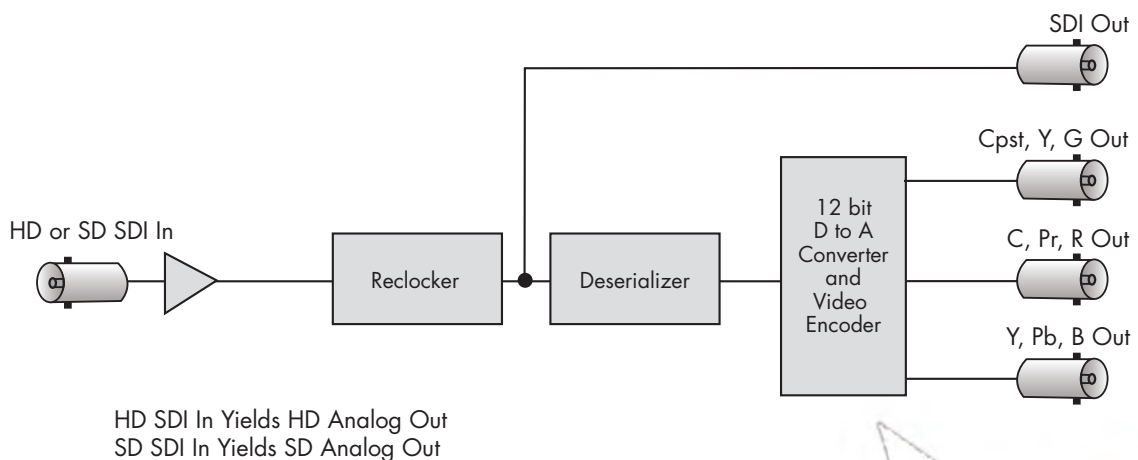 SDI Out
Cpst, Y, G Out
HD or SD SDI In
Reclocker
Deserializer
12 bit
D to A
Converter
and
Video
Encoder
C, Pr, R Out
Y, Pb, B Out
HD SDI In Yields HD Analog Out
SD SDI In Yields SD Analog Out